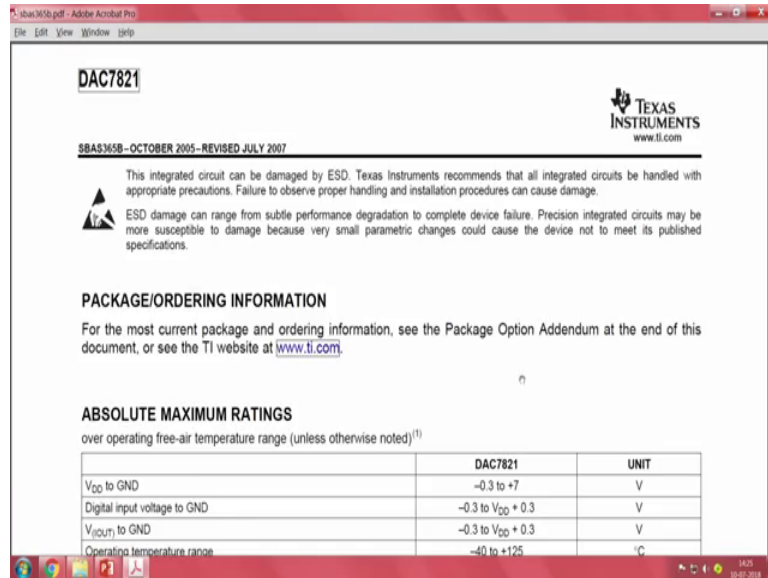 sbas365b.pdf - Adobe Acrobat Pro
File Edit View Window Help
DAC7821
TEXAS
INSTRUMENTS
www.ti.com
SBAS365B–OCTOBER 2005–REVISED JULY 2007
This integrated circuit can be damaged by ESD. Texas Instruments recommends that all integrated circuits be handled with
appropriate precautions. Failure to observe proper handling and installation procedures can cause damage.
ESD damage can range from subtle performance degradation to complete device failure. Precision integrated circuits may be
more susceptible to damage because very small parametric changes could cause the device not to meet its published
specifications.
PACKAGE/ORDERING INFORMATION
For the most current package and ordering information, see the Package Option Addendum at the end of this
document, or see the TI website at www.ti.com.
ABSOLUTE MAXIMUM RATINGS
over operating free-air temperature range (unless otherwise noted)(1)
DAC7821 UNIT
VDD to GND –0.3 to +7 V
Digital input voltage to GND –0.3 to VDD + 0.3 V
V(IOUT) to GND –0.3 to VDD + 0.3 V
Operating temperature range –40 to +125 °C
14:25
10-07-2018